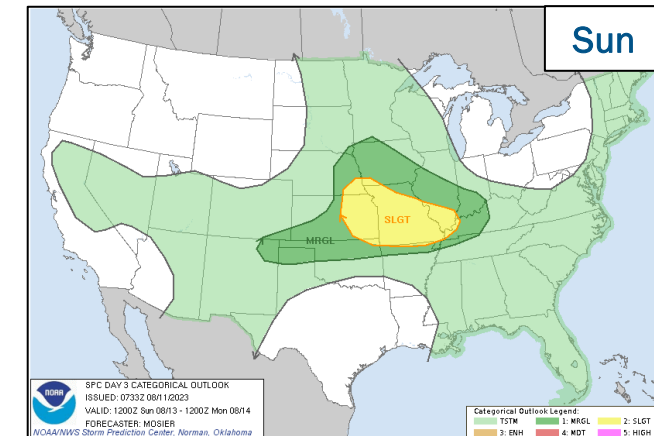 Sun
SLGT
MRGL
NOAA
SPC DAY 3 CATEGORICAL OUTLOOK
ISSUED: 0733Z 08/11/2023
VALID: 1200Z Sun 08/13 - 1200Z Mon 08/14
FORECASTER: MOSIER
NOAA/NWS Storm Prediction Center, Norman, Oklahoma
Categorical Outlook Legend:
TSTM 1: MRGL 2: SLGT
3: ENH 4: MDT 5: HIGH